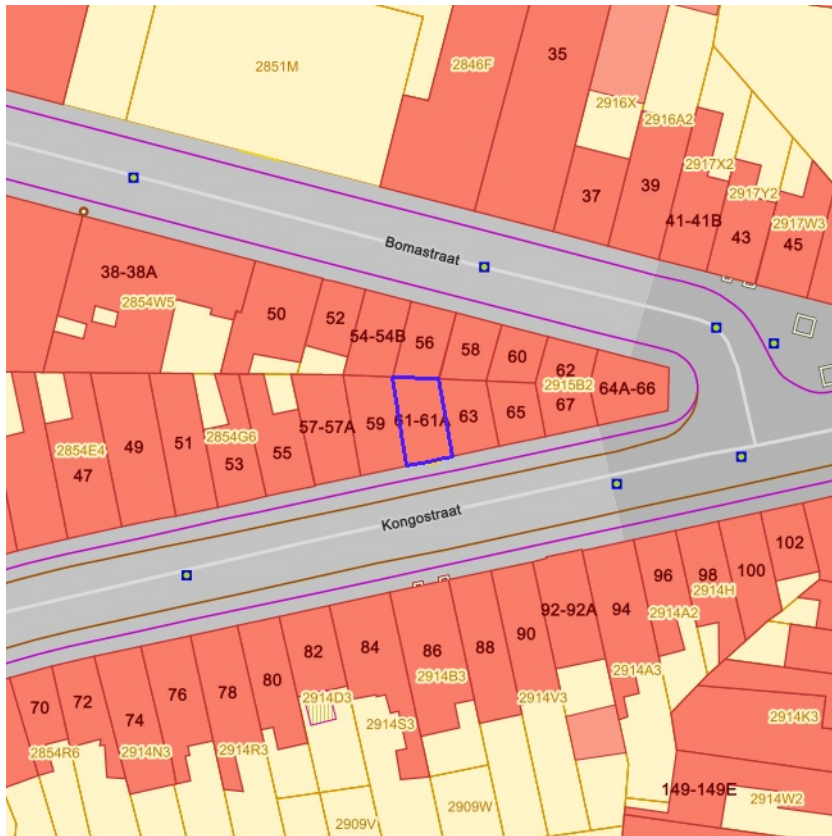 2851M
2846F
35
2916X
2916A2
37
39
2917X2
41-41B
2917Y2
43
2917W3
45
Bomastraat
38-38A
2854W5
50
52
54-54B
56
58
60
62
2915B2
67
64A-66
2854E4
47
49
51
2854G6
53
55
57-57A
59
61-61A
63
65
Kongostraat
70
72
74
76
78
80
82
84
86
88
90
92-92A
94
96
98
100
102
2914H
2914A2
2914A3
2914V3
2914B3
2914S3
2914D3
2914R3
2914N3
2854R6
2909V
2909W
2914K3
149-149E
2914W2